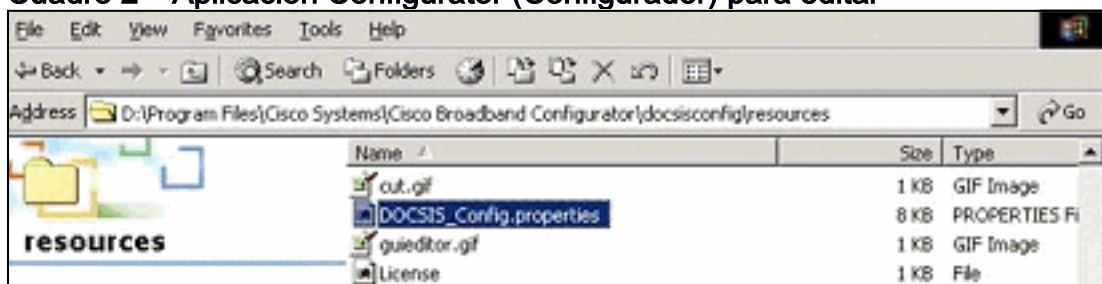 Cuadro 2 – Aplicación Configurator (Configurador) para editar
File Edit View Favorites Tools Help
Back Search Folders
Address D:\Program Files\Cisco Systems\Cisco Broadband Configurator\docsisconfig\resources Go
Name Size Type
cut.gif 1 KB GIF Image
DOCSIS_Config.properties 8 KB PROPERTIES Fi
guieditor.gif 1 KB GIF Image
License 1 KB File
resources